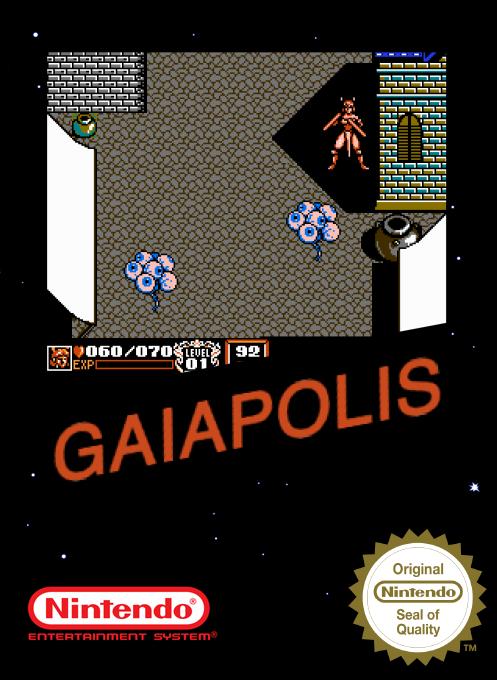 060/070
LEVEL
01
92
EXP
GAIAPOLIS
Nintendo®
ENTERTAINMENT SYSTEM®
Original
Nintendo
Seal of
Quality
TM